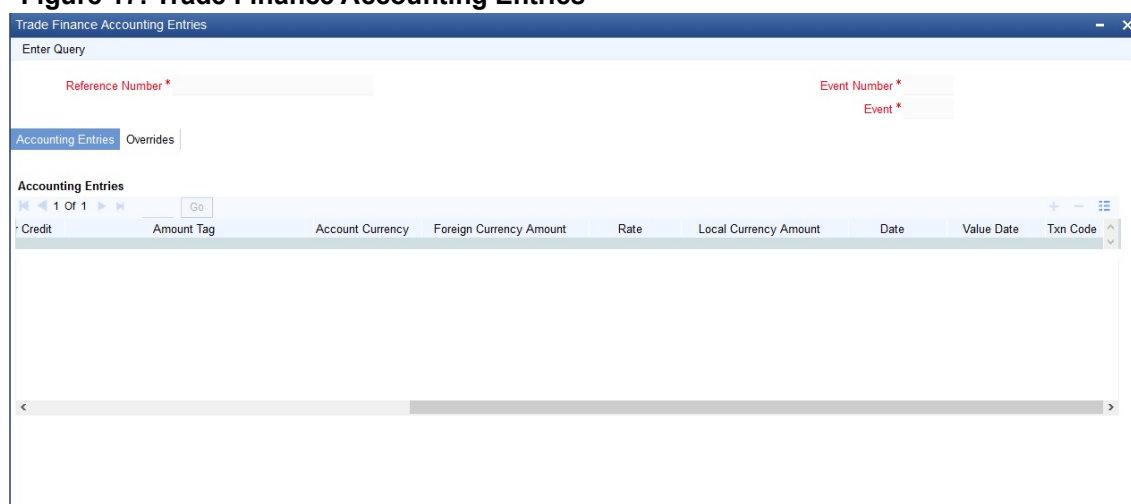 Figure 17: Trade Finance Accounting Entries
Trade Finance Accounting Entries
Enter Query
Reference Number *
Event Number *
Event *
Accounting Entries Overrides
Accounting Entries
1 Of 1 Go
Credit Amount Tag Account Currency Foreign Currency Amount Rate Local Currency Amount Date Value Date Txn Code